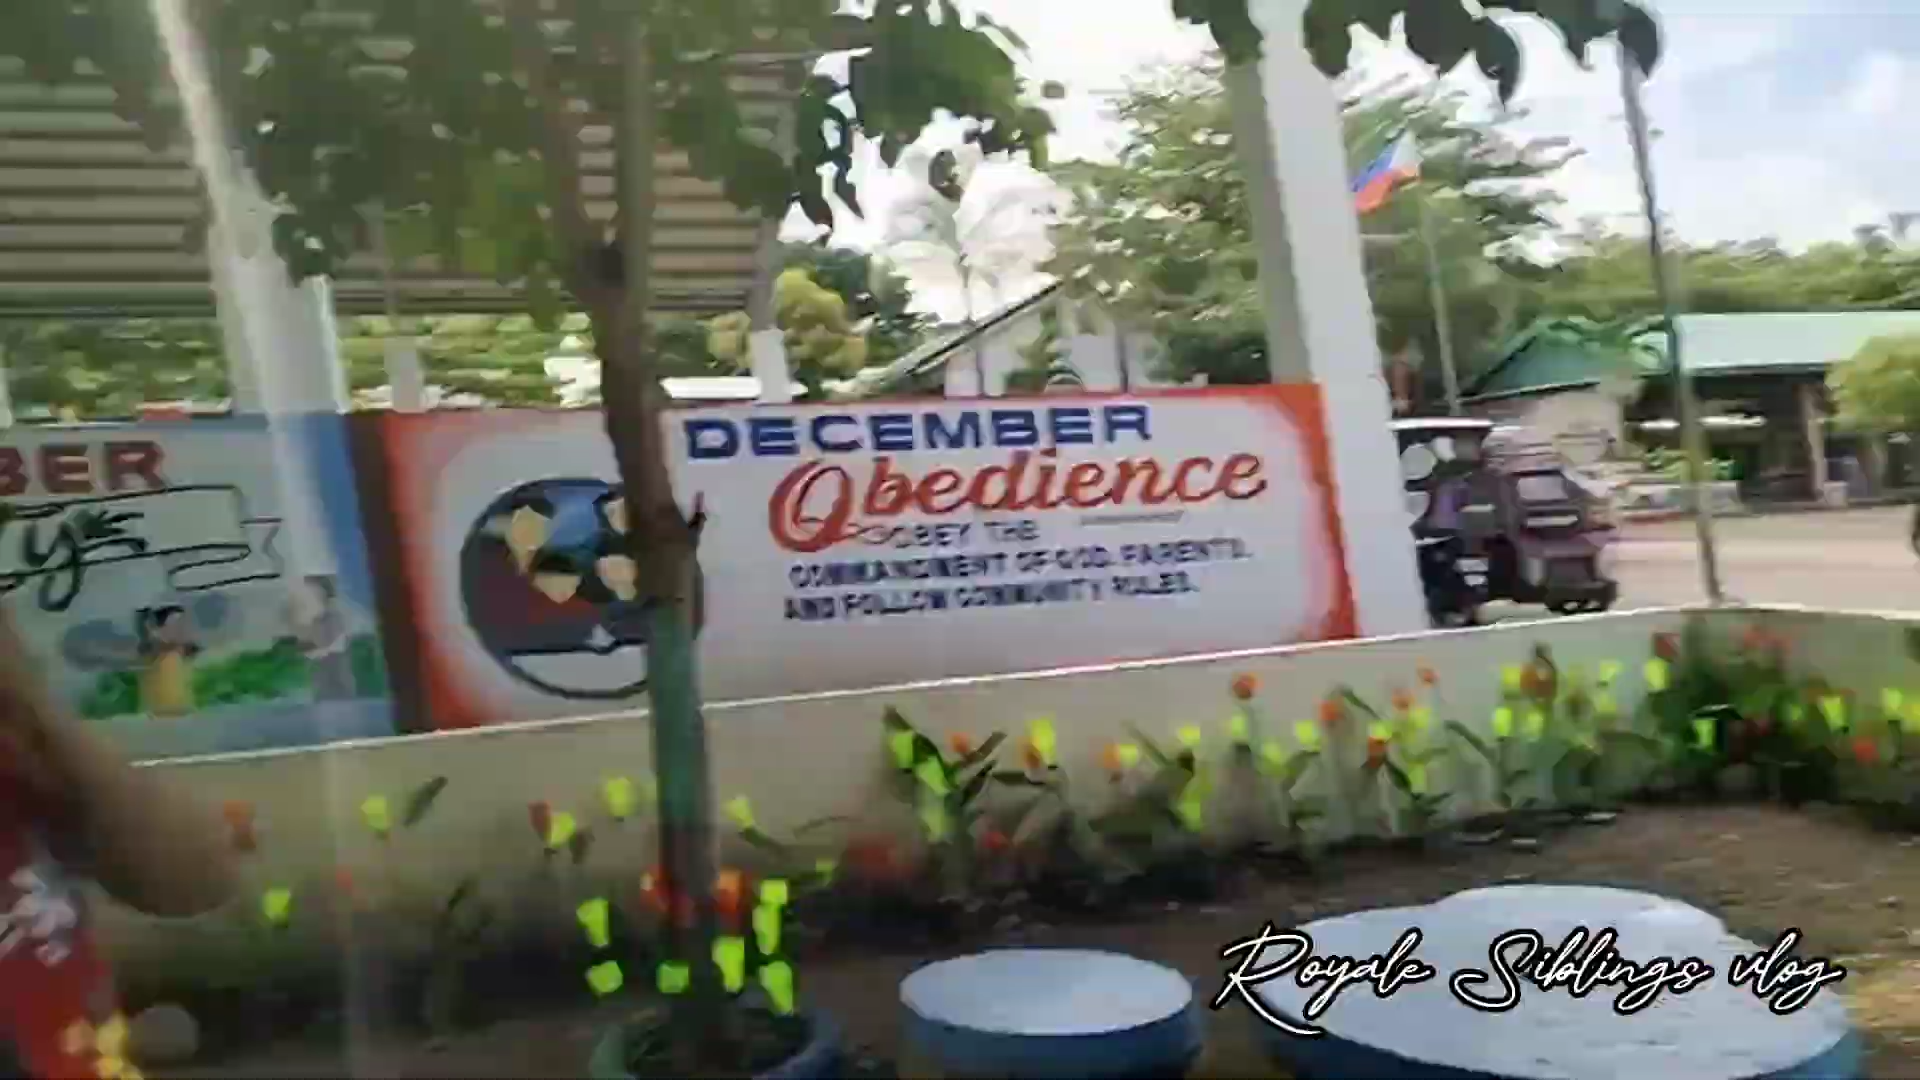 BER
DECEMBER
Obedience
OBEY THE
COMMANDMENT OF GOD, PARENTS,
AND FOLLOW COMMUNITY RULES.
Royale Siblings vlog